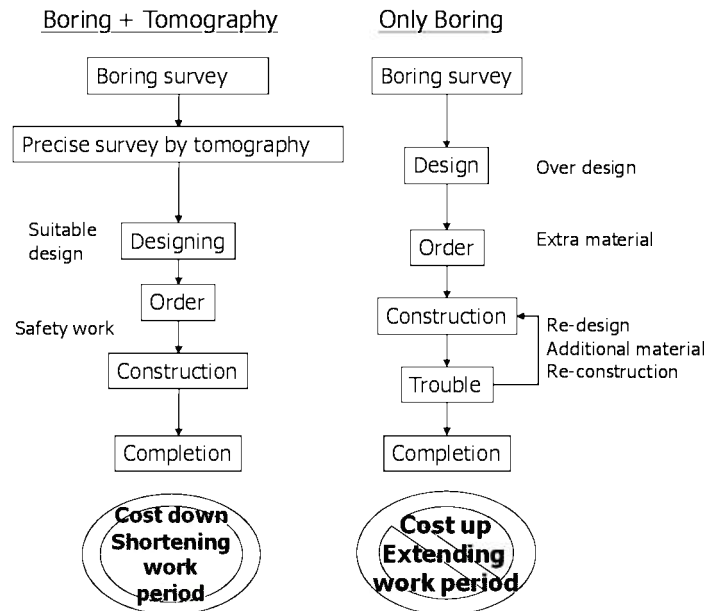 Boring + Tomography
Boring survey
Precise survey by tomography
Suitable
design
Designing
Order
Safety work
Construction
Completion
Cost down
Shortening
work
period
Only Boring
Boring survey
Design
Over design
Order
Extra material
Construction
Re-design
Additional material
Re-construction
Trouble
Completion
Cost up
Extending
work period